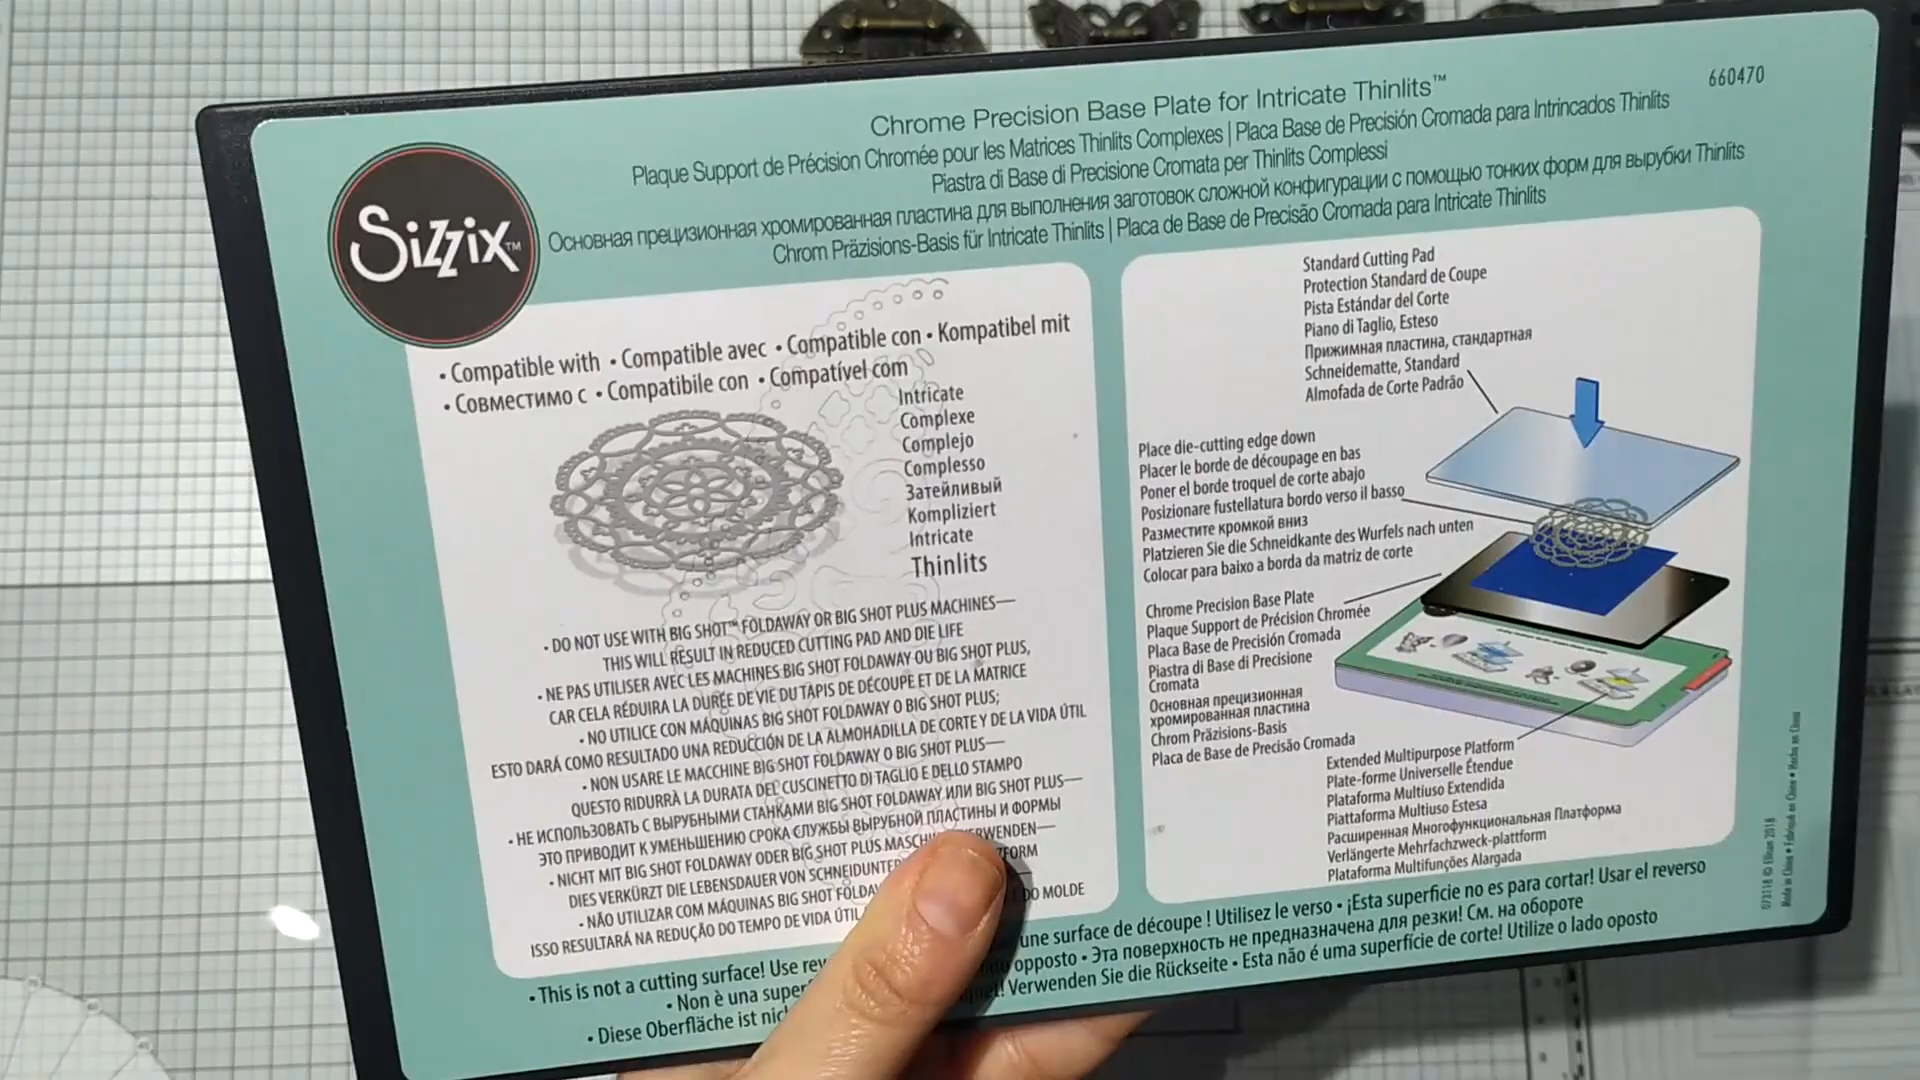 Chrome Precision Base Plate for Intricate Thinlits™
660470
Plaque Support de Précision Chromée pour les Matrices Thinlits Complexes | Placa Base de Precisión Cromada para Intrincados Thinlits
Piastra di Base di Precisione Cromata per Thinlits Complessi
Основная прецизионная хромированная пластина для выполнения заготовок сложной конфигурации с помощью тонких форм для вырубки Thinlits
Chrom Präzisions-Basis für Intricate Thinlits | Placa de Base de Precisão Cromada para Intricate Thinlits
Sizzix™
• Compatible with • Compatible avec • Compatible con • Kompatibel mit
• Совместимо с • Compatibile con • Compatível com
Intricate
Complexe
Complejo
Complesso
Затейливый
Kompliziert
Intricate
Thinlits
• DO NOT USE WITH BIG SHOT™ FOLDAWAY OR BIG SHOT PLUS MACHINES—
THIS WILL RESULT IN REDUCED CUTTING PAD AND DIE LIFE
• NE PAS UTILISER AVEC LES MACHINES BIG SHOT FOLDAWAY OU BIG SHOT PLUS,
CAR CELA RÉDUIRA LA DURÉE DE VIE DU TAPIS DE DÉCOUPE ET DE LA MATRICE
• NO UTILICE CON MÁQUINAS BIG SHOT FOLDAWAY O BIG SHOT PLUS;
ESTO DARÁ COMO RESULTADO UNA REDUCCIÓN DE LA ALMOHADILLA DE CORTE Y DE LA VIDA ÚTIL
• NON USARE LE MACCHINE BIG SHOT FOLDAWAY O BIG SHOT PLUS—
QUESTO RIDURRÀ LA DURATA DEL CUSCINETTO DI TAGLIO E DELLO STAMPO
• НЕ ИСПОЛЬЗОВАТЬ С ВЫРУБНЫМИ СТАНКАМИ BIG SHOT FOLDAWAY ИЛИ BIG SHOT PLUS—
ЭТО ПРИВОДИТ К УМЕНЬШЕНИЮ СРОКА СЛУЖБЫ ВЫРУБНОЙ ПЛАСТИНЫ И ФОРМЫ
• NICHT MIT BIG SHOT FOLDAWAY ODER BIG SHOT PLUS
DIES VERKÜRZT DIE LEBENSDAUER VON
• NÃO UTILIZAR COM MÁQUINAS BIG SHOT
ISSO RESULTARÁ NA REDUÇÃO DO TEMPO DE VIDA ÚTIL DO MOLDE
Standard Cutting Pad
Protection Standard de Coupe
Pista Estándar del Corte
Piano di Taglio, Esteso
Прижимная пластина, стандартная
Schneidematte, Standard
Almofada de Corte Padrão
Place die-cutting edge down
Placer le borde de découpage en bas
Poner el borde troquel de corte abajo
Posizionare fustellatura bordo verso il basso
Разместите кромкой вниз
Platzieren Sie die Schneidkante des Wurfels nach unten
Colocar para baixo a borda da matriz de corte
Chrome Precision Base Plate
Plaque Support de Précision Chromée
Placa Base de Precisión Cromada
Piastra di Base di Precisione
Cromata
Основная прецизионная
хромированная пластина
Chrom Präzisions-Basis
Placa de Base de Precisão Cromada
Extended Multipurpose Platform
Plate-forme Universelle Étendue
Plataforma Multiuso Extendida
Piattaforma Multiuso Estesa
Расширенная Многофункциональная Платформа
Verlängerte Mehrfachzweck-plattform
Plataforma Multifunções Alargada
073118 © Ellison 2018
Made in China • Fabriqué en Chine • Hecho en China
• This is not a cutting surface! Use une surface de découpe ! Utilisez le verso • ¡Esta superficie no es para cortar! Usar el reverso
• Non è una opposto • Эта поверхность не предназначена для резки! См. на обороте
• Diese Oberfläche ist Verwenden Sie die Rückseite • Esta não é uma superfície de corte! Utilize o lado oposto